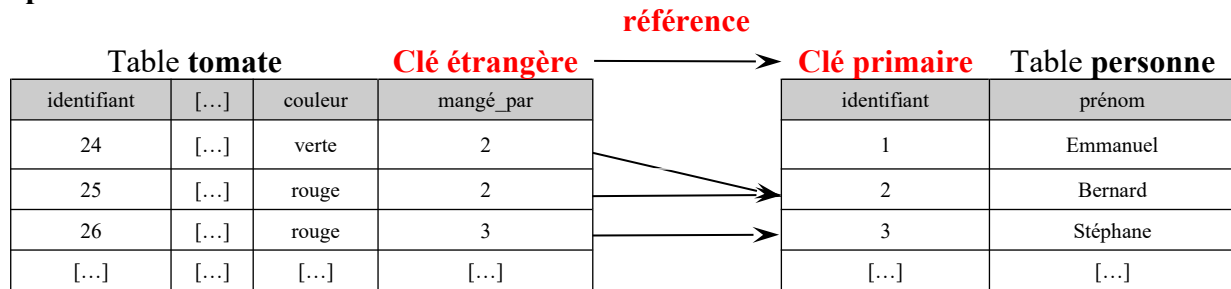 référence
Table tomate Clé étrangère Clé primaire Table personne
identifiant […] couleur mangé_par identifiant prénom
24 […] verte 2 1 Emmanuel
25 […] rouge 2 2 Bernard
26 […] rouge 3 3 Stéphane
[…] […] […] […] […] […]